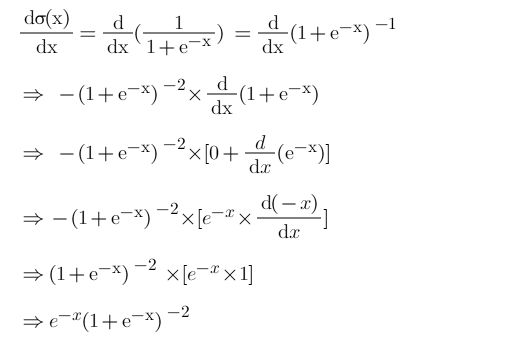 dσ(x)/dx = d/dx(1/1+e^−x) = d/dx(1+e^−x)^−1
⇒ −(1+e^−x)^−2×d/dx(1+e^−x)
⇒ −(1+e^−x)^−2×[0+d/dx(e^−x)]
⇒ −(1+e^−x)^−2×[e^−x×d(−x)/dx]
⇒ (1+e^−x)^−2 ×[e^−x×1]
⇒ e^−x(1+e^−x)^−2